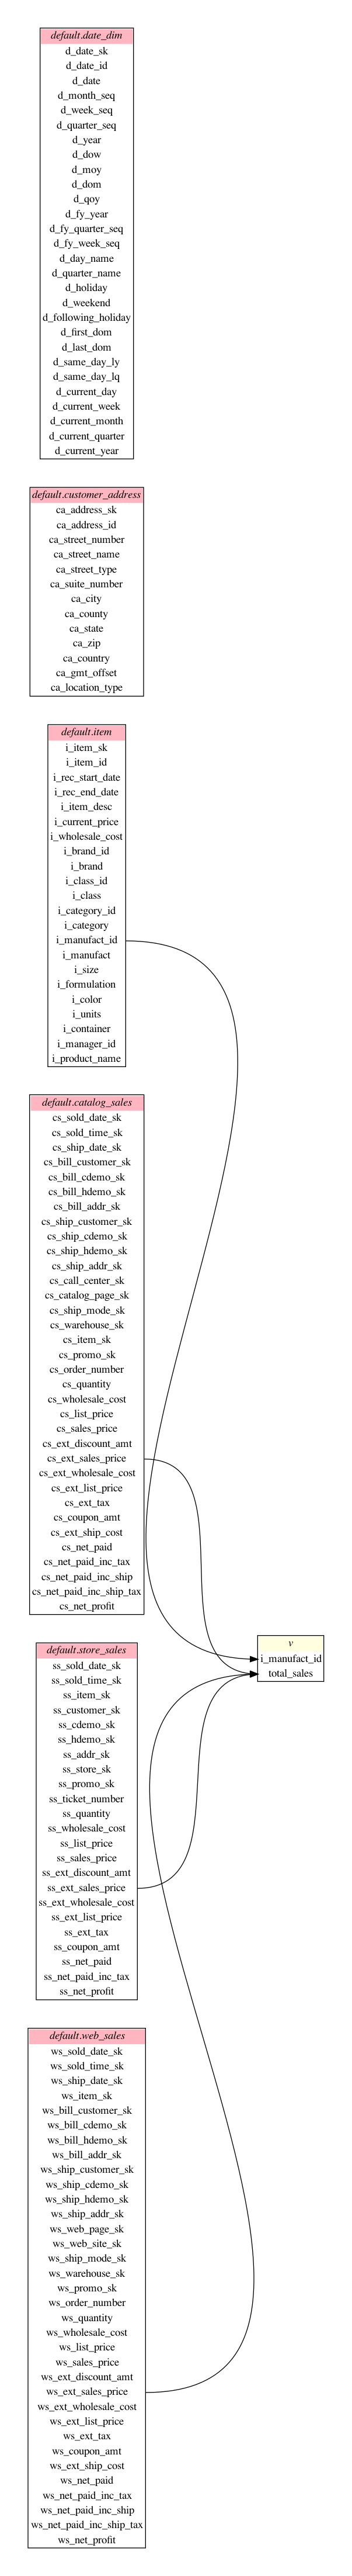 default.date_dim
d_date_sk
d_date_id
d_date
d_month_seq
d_week_seq
d_quarter_seq
d_year
d_dow
d_moy
d_dom
d_qoy
d_fy_year
d_fy_quarter_seq
d_fy_week_seq
d_day_name
d_quarter_name
d_holiday
d_weekend
d_following_holiday
d_first_dom
d_last_dom
d_same_day_ly
d_same_day_lq
d_current_day
d_current_week
d_current_month
d_current_quarter
d_current_year
default.customer_address
ca_address_sk
ca_address_id
ca_street_number
ca_street_name
ca_street_type
ca_suite_number
ca_city
ca_county
ca_state
ca_zip
ca_country
ca_gmt_offset
ca_location_type
default.item
i_item_sk
i_item_id
i_rec_start_date
i_rec_end_date
i_item_desc
i_current_price
i_wholesale_cost
i_brand_id
i_brand
i_class_id
i_class
i_category_id
i_category
i_manufact_id
i_manufact
i_size
i_formulation
i_color
i_units
i_container
i_manager_id
i_product_name
default.catalog_sales
cs_sold_date_sk
cs_sold_time_sk
cs_ship_date_sk
cs_bill_customer_sk
cs_bill_cdemo_sk
cs_bill_hdemo_sk
cs_bill_addr_sk
cs_ship_customer_sk
cs_ship_cdemo_sk
cs_ship_hdemo_sk
cs_ship_addr_sk
cs_call_center_sk
cs_catalog_page_sk
cs_ship_mode_sk
cs_warehouse_sk
cs_item_sk
cs_promo_sk
cs_order_number
cs_quantity
cs_wholesale_cost
cs_list_price
cs_sales_price
cs_ext_discount_amt
cs_ext_sales_price
cs_ext_wholesale_cost
cs_ext_list_price
cs_ext_tax
cs_coupon_amt
cs_ext_ship_cost
cs_net_paid
cs_net_paid_inc_tax
cs_net_paid_inc_ship
cs_net_paid_inc_ship_tax
cs_net_profit
v
i_manufact_id
total_sales
default.store_sales
ss_sold_date_sk
ss_sold_time_sk
ss_item_sk
ss_customer_sk
ss_cdemo_sk
ss_hdemo_sk
ss_addr_sk
ss_store_sk
ss_promo_sk
ss_ticket_number
ss_quantity
ss_wholesale_cost
ss_list_price
ss_sales_price
ss_ext_discount_amt
ss_ext_sales_price
ss_ext_wholesale_cost
ss_ext_list_price
ss_ext_tax
ss_coupon_amt
ss_net_paid
ss_net_paid_inc_tax
ss_net_profit
default.web_sales
ws_sold_date_sk
ws_sold_time_sk
ws_ship_date_sk
ws_item_sk
ws_bill_customer_sk
ws_bill_cdemo_sk
ws_bill_hdemo_sk
ws_bill_addr_sk
ws_ship_customer_sk
ws_ship_cdemo_sk
ws_ship_hdemo_sk
ws_ship_addr_sk
ws_web_page_sk
ws_web_site_sk
ws_ship_mode_sk
ws_warehouse_sk
ws_promo_sk
ws_order_number
ws_quantity
ws_wholesale_cost
ws_list_price
ws_sales_price
ws_ext_discount_amt
ws_ext_sales_price
ws_ext_wholesale_cost
ws_ext_list_price
ws_ext_tax
ws_coupon_amt
ws_ext_ship_cost
ws_net_paid
ws_net_paid_inc_tax
ws_net_paid_inc_ship
ws_net_paid_inc_ship_tax
ws_net_profit